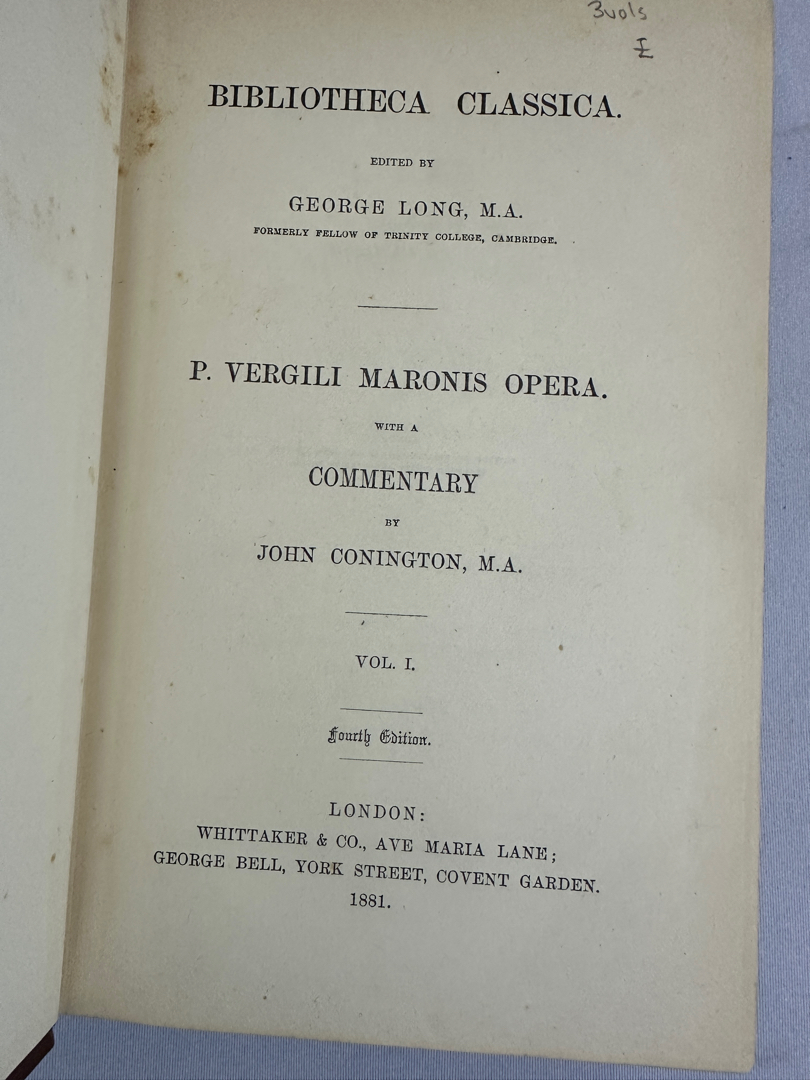 3vols
£
BIBLIOTHECA CLASSICA.
EDITED BY
GEORGE LONG, M.A.
FORMERLY FELLOW OF TRINITY COLLEGE, CAMBRIDGE.
P. VERGILI MARONIS OPERA.
WITH A
COMMENTARY
BY
JOHN CONINGTON, M.A.
VOL. I.
Fourth Edition.
LONDON:
WHITTAKER & CO., AVE MARIA LANE;
GEORGE BELL, YORK STREET, COVENT GARDEN.
1881.